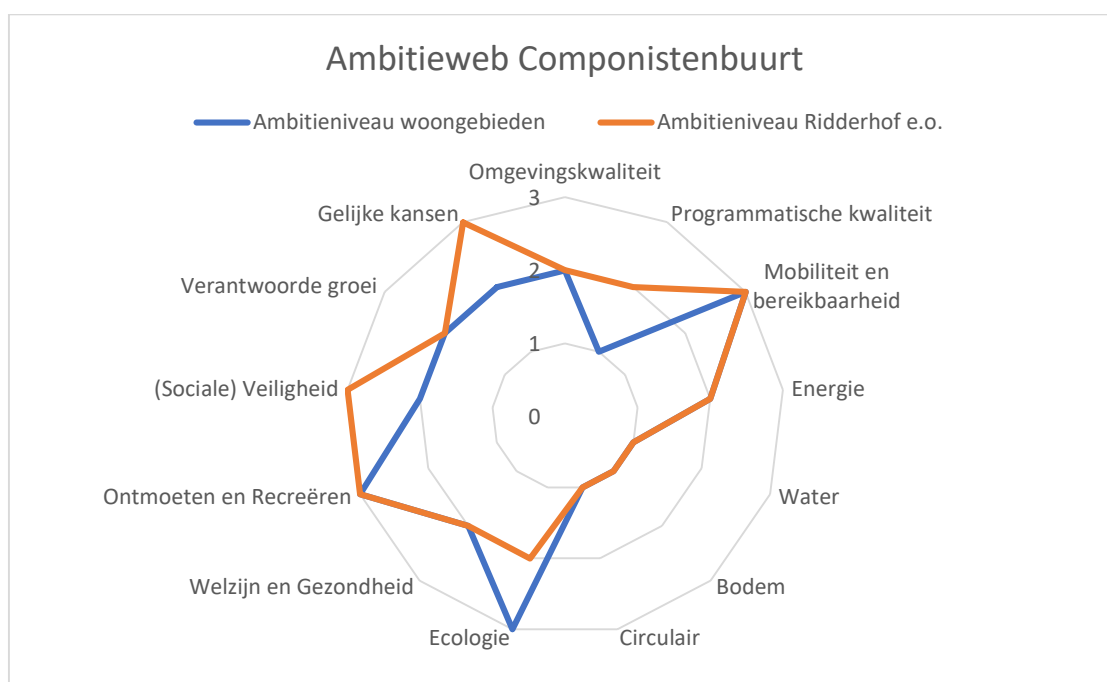 Ambitieweb Componistenbuurt
Ambitieniveau woongebieden
Ambitieniveau Ridderhof e.o.
Omgevingskwaliteit
Programmatische kwaliteit
Mobiliteit en
bereikbaarheid
Energie
Water
Bodem
Circulair
Ecologie
Welzijn en Gezondheid
Ontmoeten en Recreëren
(Sociale) Veiligheid
Verantwoorde groei
Gelijke kansen
3
2
1
0